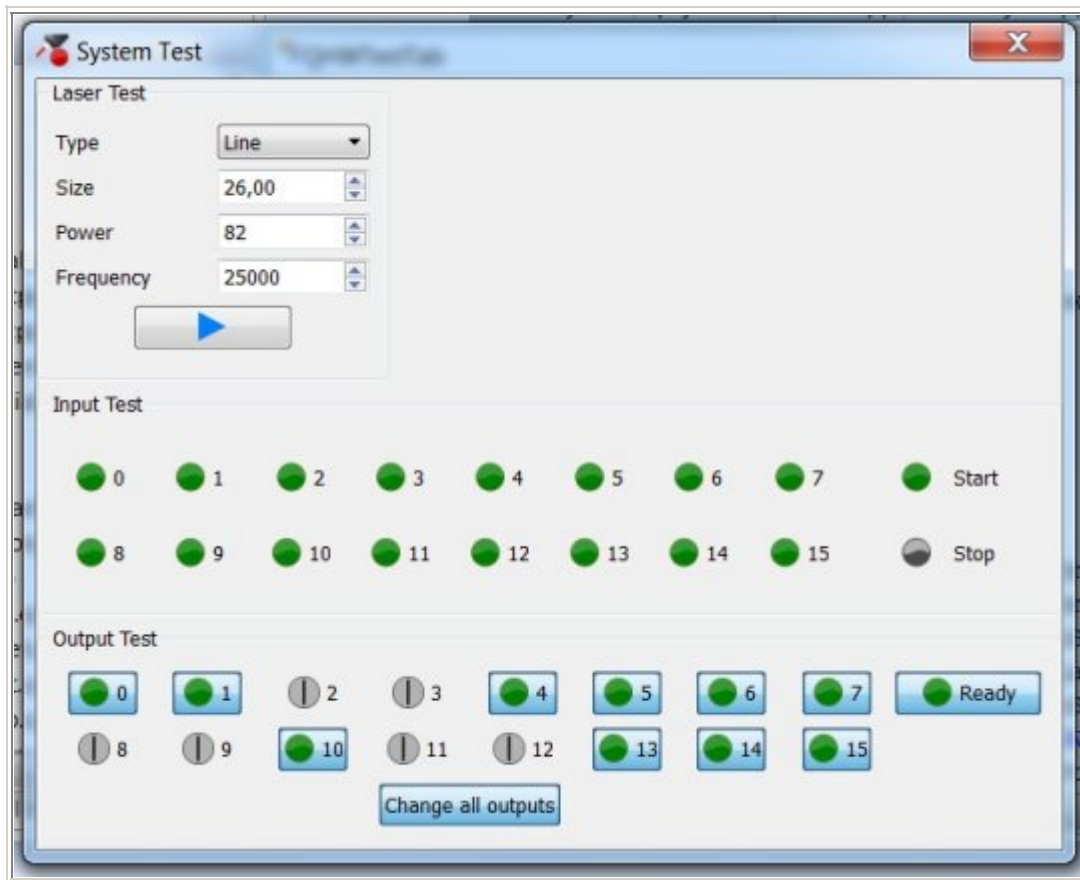 System Test
Laser Test
Type Line
Size 26,00
Power 82
Frequency 25000
Input Test
0 1 2 3 4 5 6 7 Start
8 9 10 11 12 13 14 15 Stop
Output Test
0 1 2 3 4 5 6 7 Ready
8 9 10 11 12 13 14 15
Change all outputs